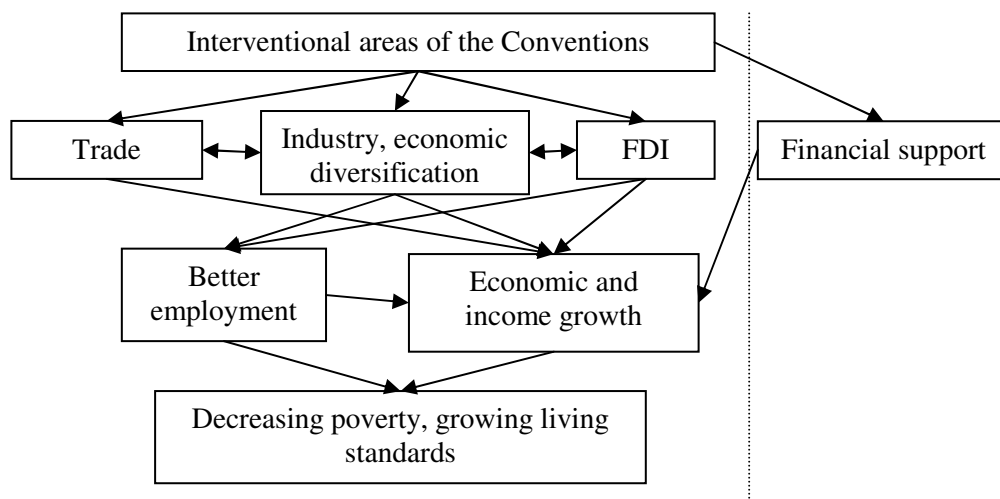 Interventional areas of the Conventions
Trade
Industry, economic
diversification
FDI
Financial support
Better
employment
Economic and
income growth
Decreasing poverty, growing living
standards